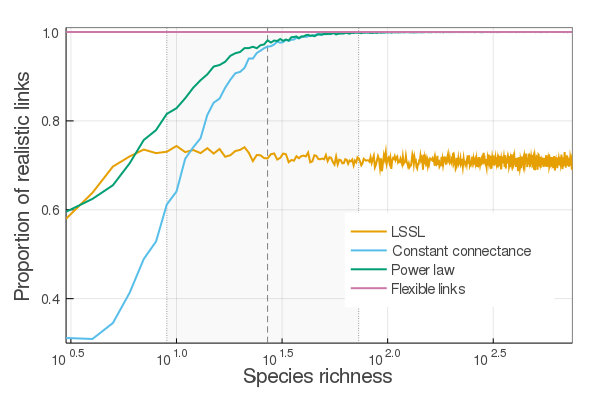 Proportion of realistic links
1.0
0.8
0.6
0.4
LSSL
Constant connectance
Power law
Flexible links
10^0.5 10^1.0 10^1.5 10^2.0 10^2.5
Species richness